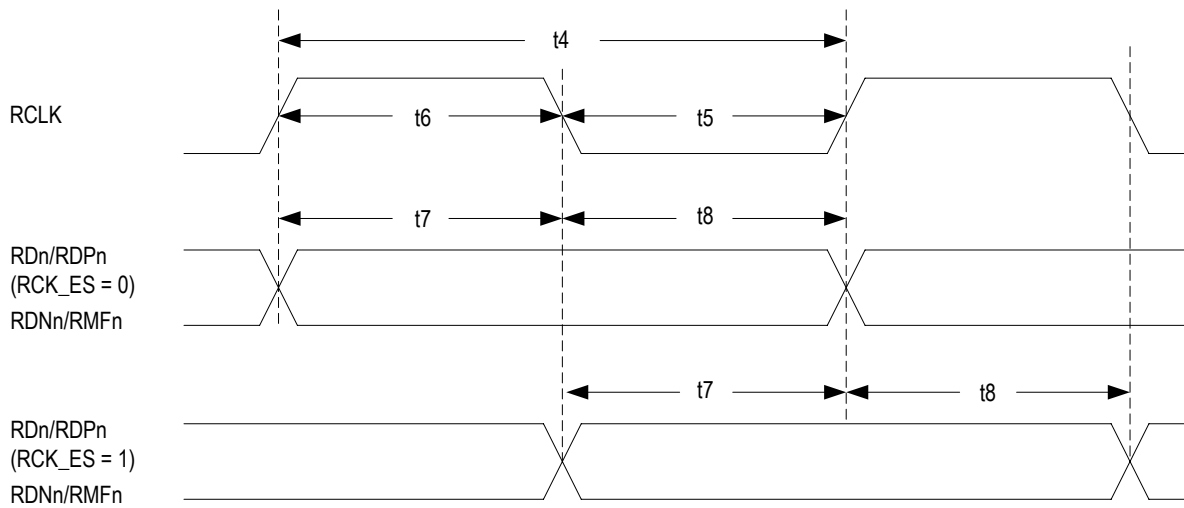 t4
RCLK
t6
t5
t7
t8
RDn/RDPn
(RCK_ES = 0)
RDNn/RMFn
t7
t8
RDn/RDPn
(RCK_ES = 1)
RDNn/RMFn